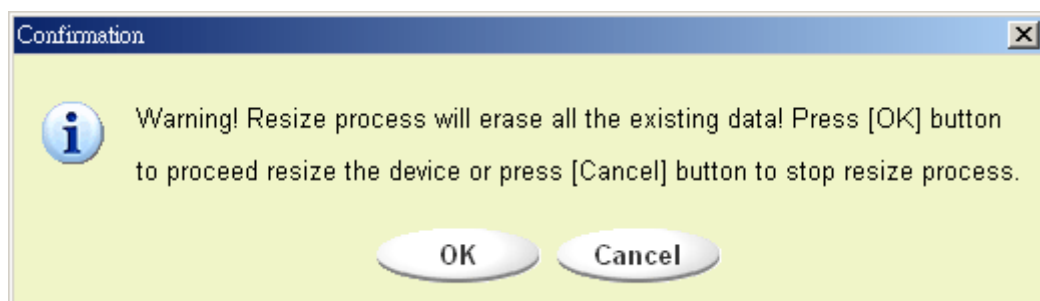 Confirmation
Warning! Resize process will erase all the existing data! Press [OK] button
to proceed resize the device or press [Cancel] button to stop resize process.
OK Cancel